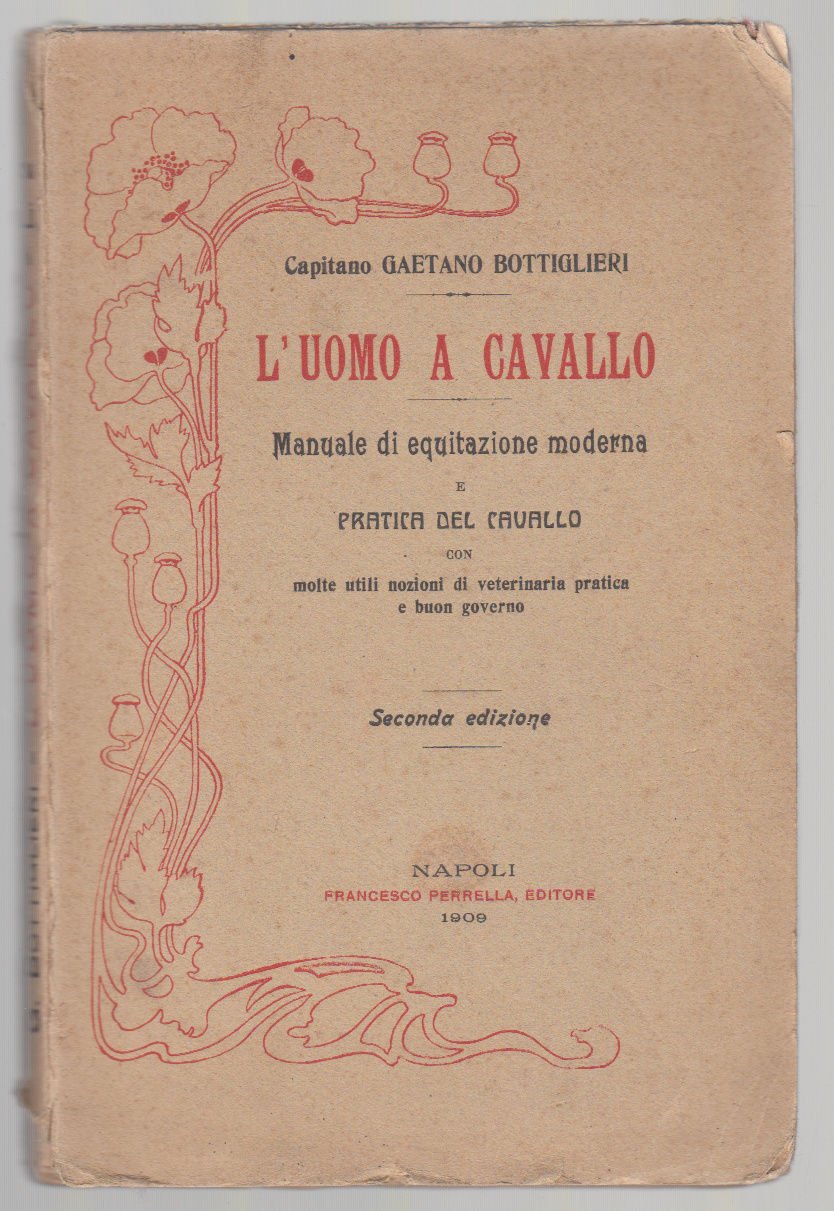 Capitano GAETANO BOTTIGLIERI
L'UOMO A CAVALLO
Manuale di equitazione moderna
E
PRATICA DEL CAVALLO
CON
molte utili nozioni di veterinaria pratica
e buon governo
Seconda edizione
NAPOLI
FRANCESCO PERRELLA, EDITORE
1909
G. BOTTIGLIERI